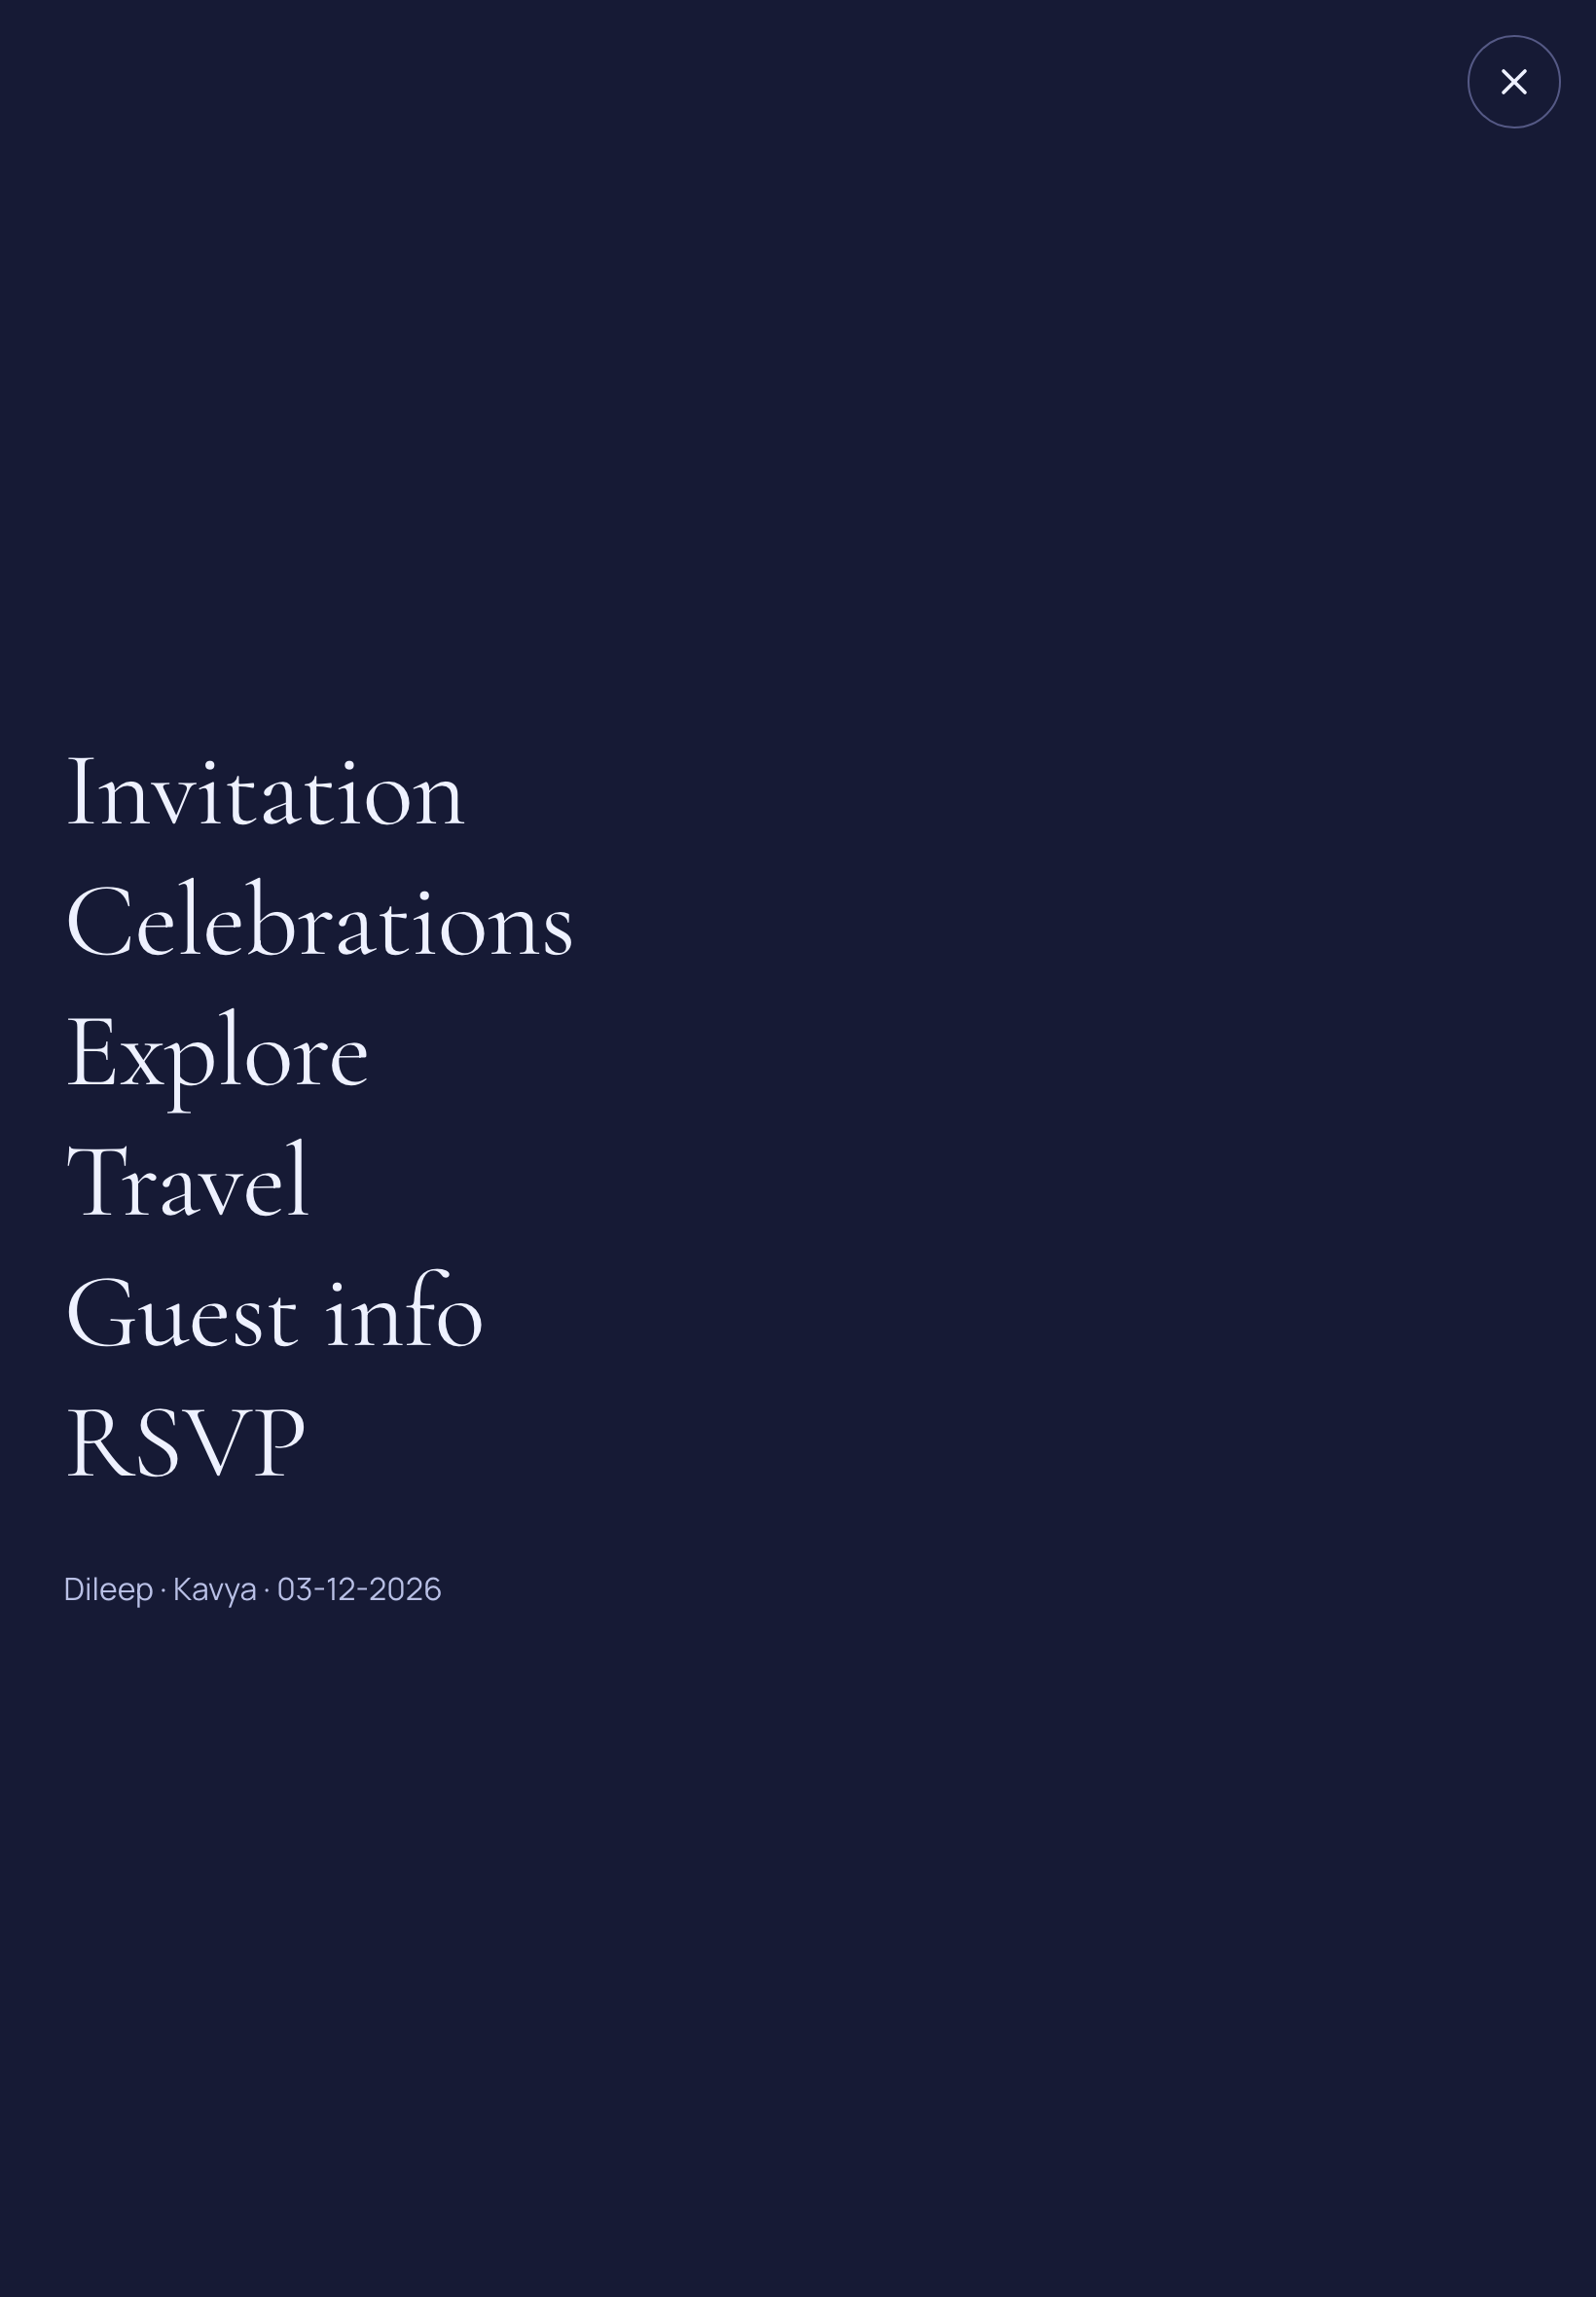 Invitation
Celebrations
Explore
Travel
Guest info
RSVP
Dileep · Kavya · 03-12-2026